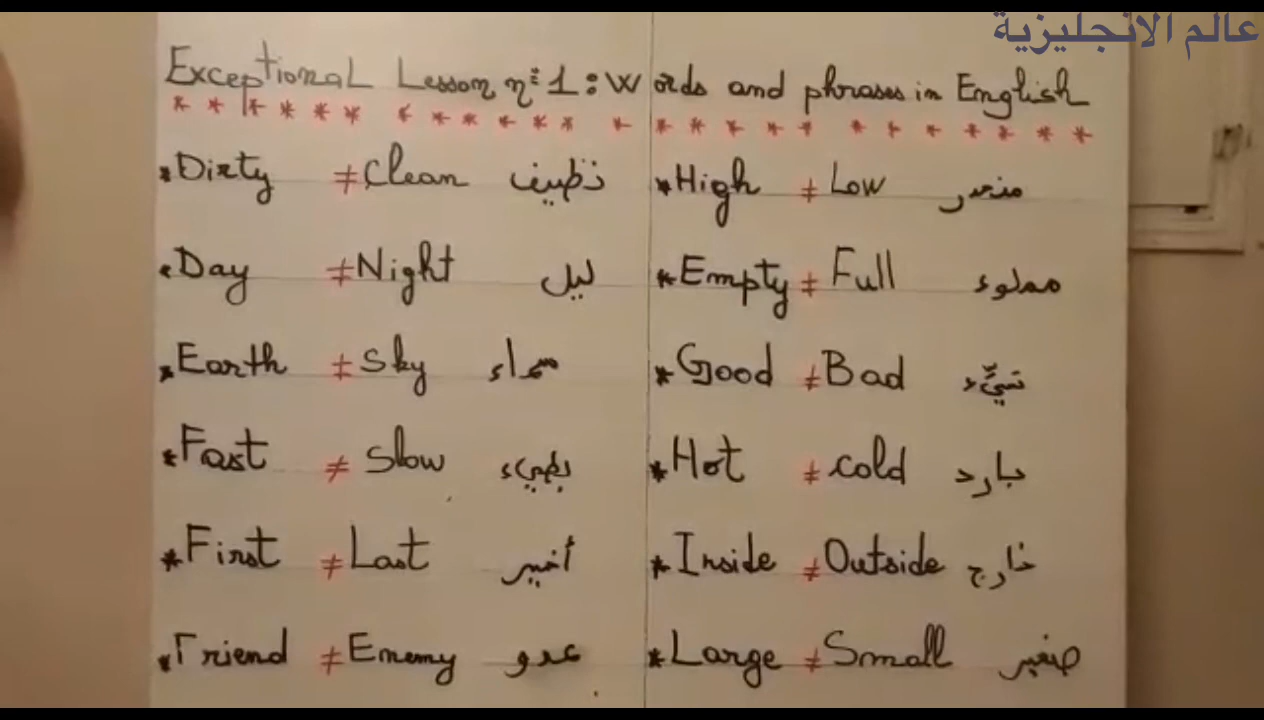 عالم الانجليزية
Exceptional Lesson n° 1 : Words and phrases in English
* * * * * * * * * * * * * * * * * * * * * * * * * *
*Dirty ≠ Clean نظيف *High ≠ Low منحدر
*Day ≠ Night ليل *Empty ≠ Full مملوء
*Earth ≠ Sky سماء *Good ≠ Bad سَيِّء
*Fast ≠ Slow بطيء *Hot ≠ cold بارد
*First ≠ Last أخير *Inside ≠ Outside خارج
*Friend ≠ Enemy عدو *Large ≠ Small صغير